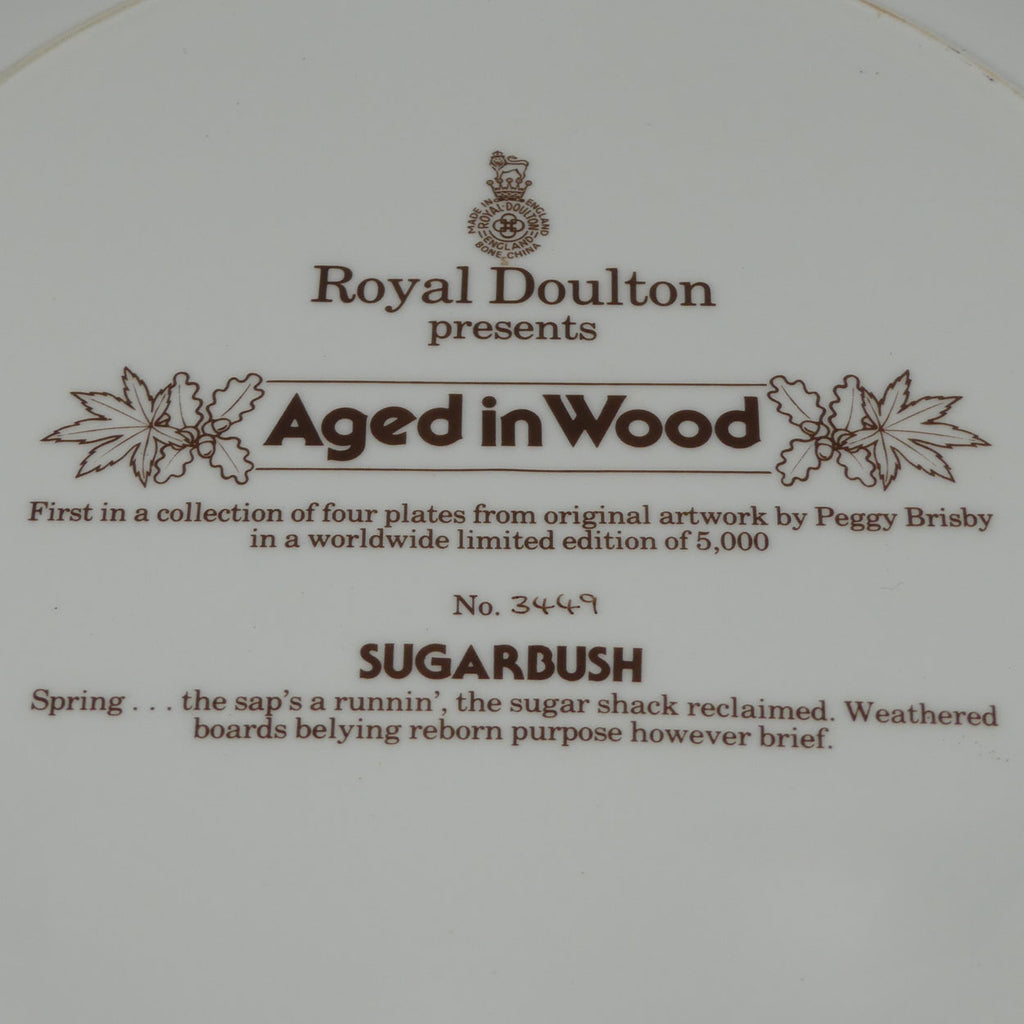 MADE IN ENGLAND
ROYAL·DOULTON
ENGLAND
BONE CHINA
Royal Doulton
presents
Aged in Wood
First in a collection of four plates from original artwork by Peggy Brisby
in a worldwide limited edition of 5,000
No. 3449
SUGARBUSH
Spring . . . the sap's a runnin', the sugar shack reclaimed. Weathered
boards belying reborn purpose however brief.